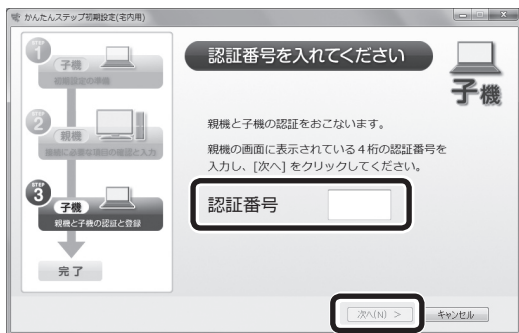 かんたんステップ初期設定(宅内用)
STEP
1
子機
初期設定の準備
STEP
2
親機
接続に必要な項目の確認と入力
STEP
3
子機
親機と子機の認証と登録
完了
認証番号を入れてください
子機
親機と子機の認証をおこないます。
親機の画面に表示されている4桁の認証番号を
入力し、[次へ] をクリックしてください。
認証番号
次へ(N) >
キャンセル